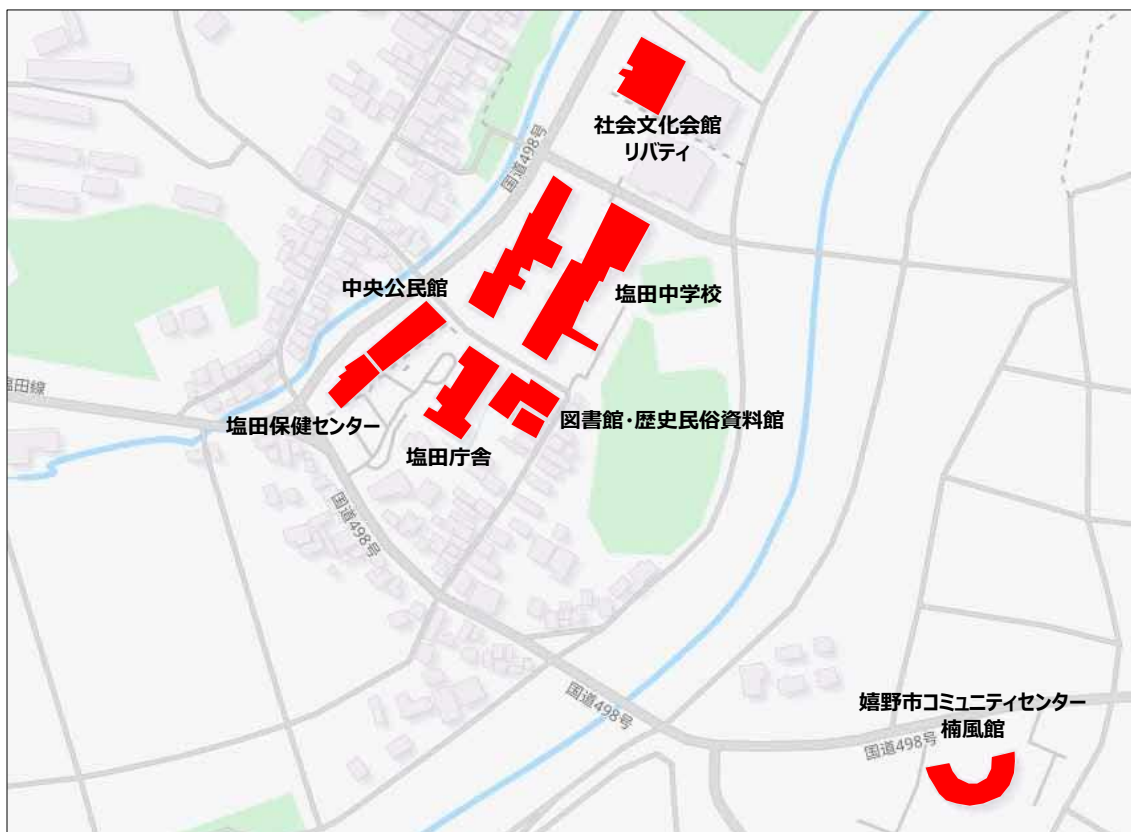 社会文化会館
リバティ
国道498号
中央公民館
塩田中学校
塩田線
塩田保健センター
図書館・歴史民俗資料館
塩田庁舎
国道498号
国道498号
嬉野市コミュニティセンター
楠風館
国道498号